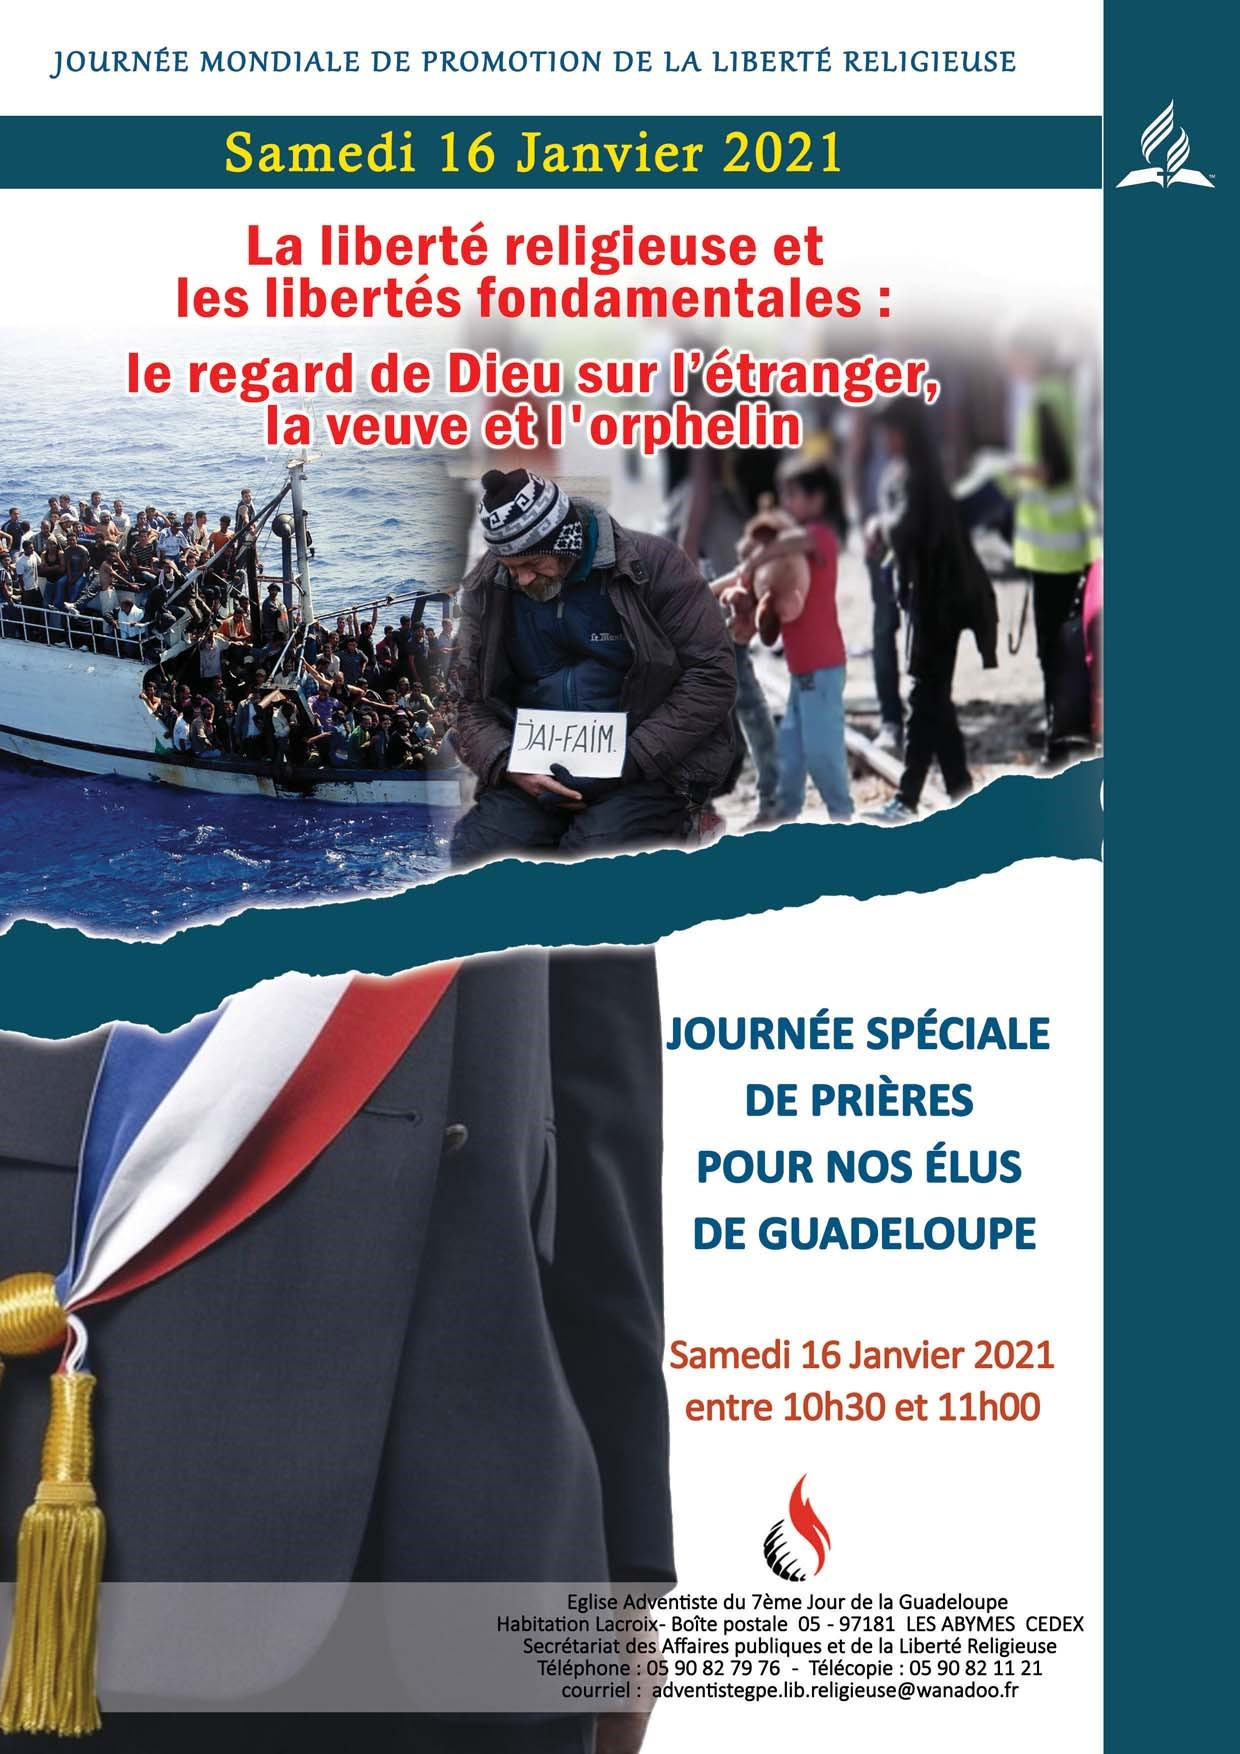 JOURNÉE MONDIALE DE PROMOTION DE LA LIBERTÉ RELIGIEUSE
Samedi 16 Janvier 2021
La liberté religieuse et
les libertés fondamentales :
le regard de Dieu sur l'étranger,
la veuve et l'orphelin
JAI-FAIM.
JOURNÉE SPÉCIALE
DE PRIÈRES
POUR NOS ÉLUS
DE GUADELOUPE
Samedi 16 Janvier 2021
entre 10h30 et 11h00
Eglise Adventiste du 7ème Jour de la Guadeloupe
Habitation Lacroix- Boîte postale 05 - 97181 LES ABYMES CEDEX
Secrétariat des Affaires publiques et de la Liberté Religieuse
Téléphone : 05 90 82 79 76 - Télécopie : 05 90 82 11 21
courriel : adventistegpe.lib.religieuse@wanadoo.fr